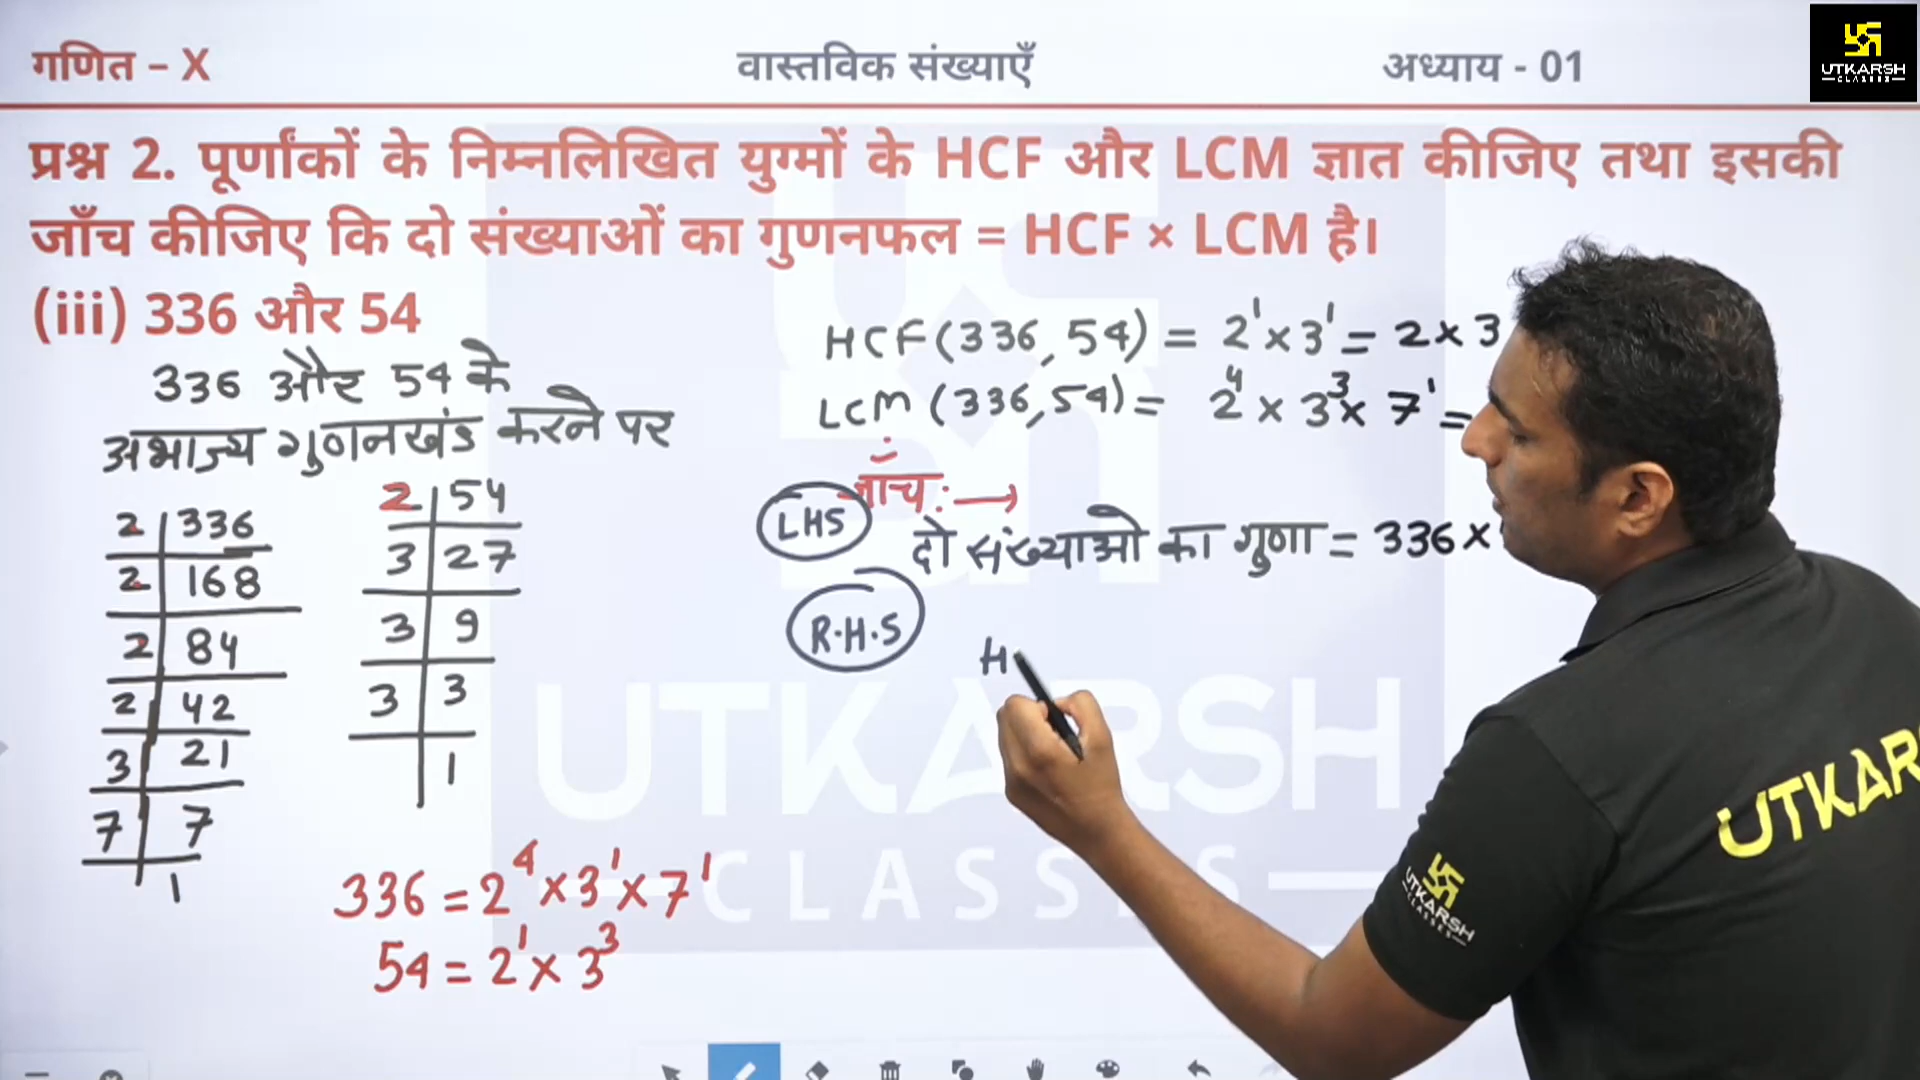 गणित – X
वास्तविक संख्याएँ
अध्याय - 01
UTKARSH
CLASSES
प्रश्न 2. पूर्णांकों के निम्नलिखित युग्मों के HCF और LCM ज्ञात कीजिए तथा इसकी
जाँच कीजिए कि दो संख्याओं का गुणनफल = HCF × LCM है।
(iii) 336 और 54
336 और 54 के
अभाज्य गुणनखंड करने पर
2 | 336
2 | 168
2 | 84
2 | 42
3 | 21
7 | 7
1
2 | 54
3 | 27
3 | 9
3 | 3
1
336 = 2⁴ × 3¹ × 7¹
54 = 2¹ × 3³
HCF (336, 54) = 2¹ × 3¹ = 2 × 3
LCM (336, 54) = 2⁴ × 3³ × 7¹ =
जाँच :→
LHS
दो संख्याओ का गुणा = 336 ×
R.H.S
H
UTKARSH
CLASSES
UTKARSH
CLASSES
UTKARS